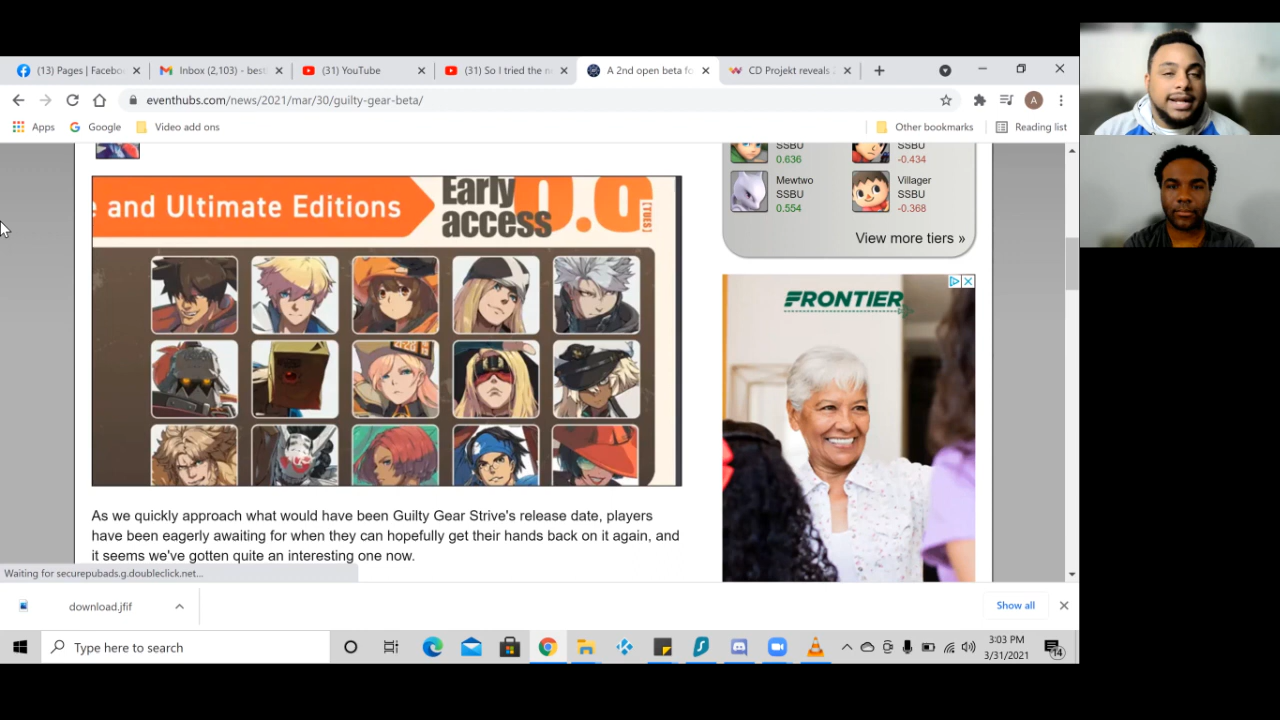 (13) Pages | Faceboo
Inbox (2,103) - best
(31) YouTube
(31) So I tried the n
A 2nd open beta fo
CD Projekt reveals
eventhubs.com/news/2021/mar/30/guilty-gear-beta/
A
Apps
Google
Video add ons
Other bookmarks
Reading list
e and Ultimate Editions
Early
access
[TUES]
SSBU
0.636
SSBU
-0.434
Mewtwo
SSBU
0.554
Villager
SSBU
-0.368
View more tiers »
FRONTIER
As we quickly approach what would have been Guilty Gear Strive's release date, players
have been eagerly awaiting for when they can hopefully get their hands back on it again, and
it seems we've gotten quite an interesting one now.
Waiting for securepubads.g.doubleclick.net...
download.jfif
Show all
Type here to search
3:03 PM
3/31/2021
14